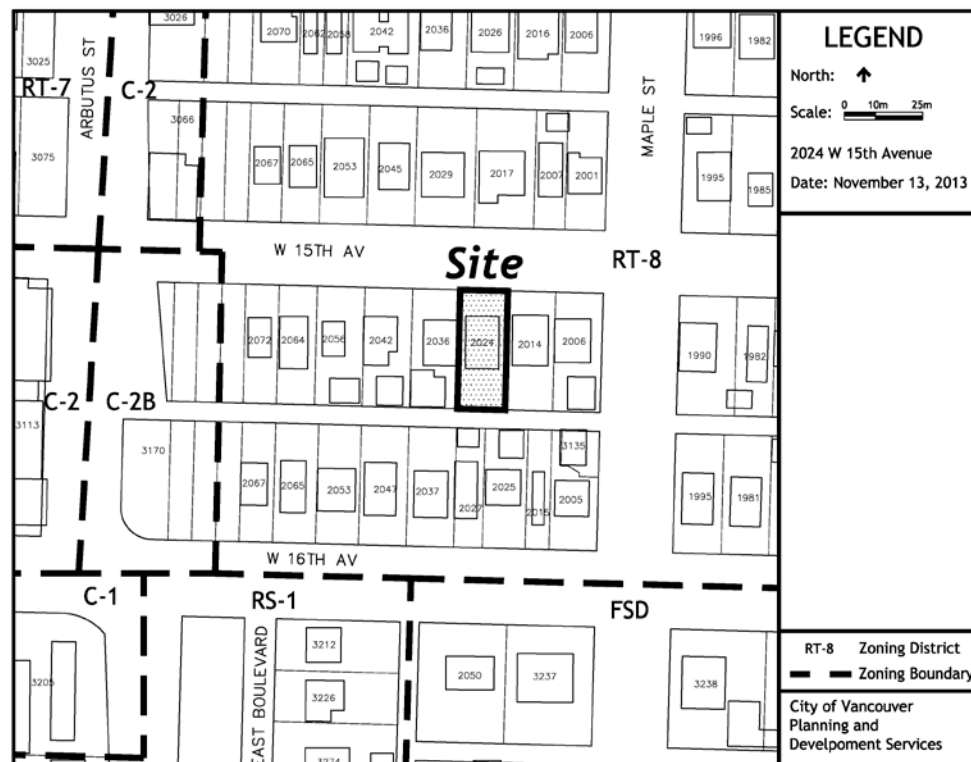 3026
2070
2062
2058
2042
2036
2026
2016
2006
1996
1982
3025
ARBUTUS ST
MAPLE ST
RT-7
C-2
3066
3075
2067
2065
2053
2045
2029
2017
2007
2001
1995
1985
W 15TH AV
Site
RT-8
2072
2064
2056
2042
2036
2024
2014
2006
1990
1982
C-2
C-2B
3113
3170
3135
2067
2065
2053
2047
2037
2027
2025
2015
2005
1995
1981
W 16TH AV
C-1
RS-1
FSD
EAST BOULEVARD
3205
3212
3226
3274
2050
3237
3238
LEGEND
North:
Scale: 0 10m 25m
2024 W 15th Avenue
Date: November 13, 2013
RT-8 Zoning District
Zoning Boundary
City of Vancouver
Planning and
Develpoment Services